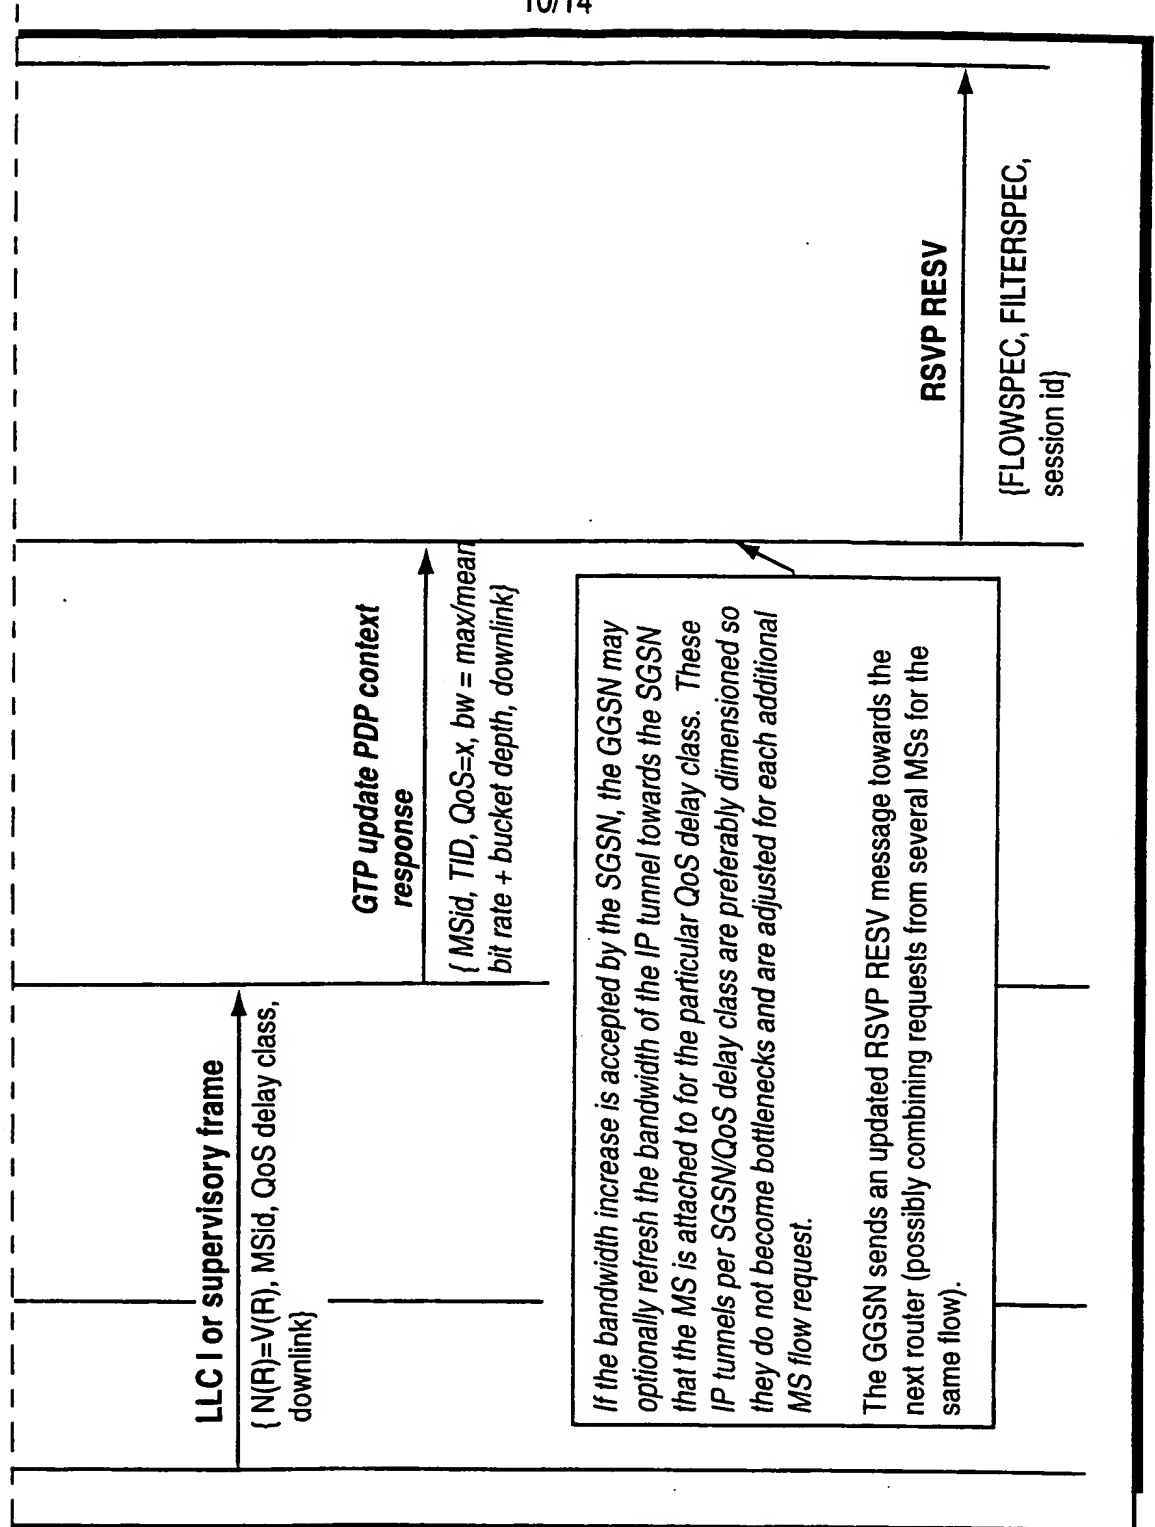 10/14
LLC I or supervisory frame
{ N(R)=V(R), MSid, QoS delay class,
downlink}
GTP update PDP context
response
{ MSid, TID, QoS=x, bw = max/mean
bit rate + bucket depth, downlink}
If the bandwidth increase is accepted by the SGSN, the GGSN may
optionally refresh the bandwidth of the IP tunnel towards the SGSN
that the MS is attached to for the particular QoS delay class. These
IP tunnels per SGSN/QoS delay class are preferably dimensioned so
they do not become bottlenecks and are adjusted for each additional
MS flow request.
The GGSN sends an updated RSVP RESV message towards the
next router (possibly combining requests from several MSs for the
same flow).
RSVP RESV
{FLOWSPEC, FILTERSPEC,
session id}